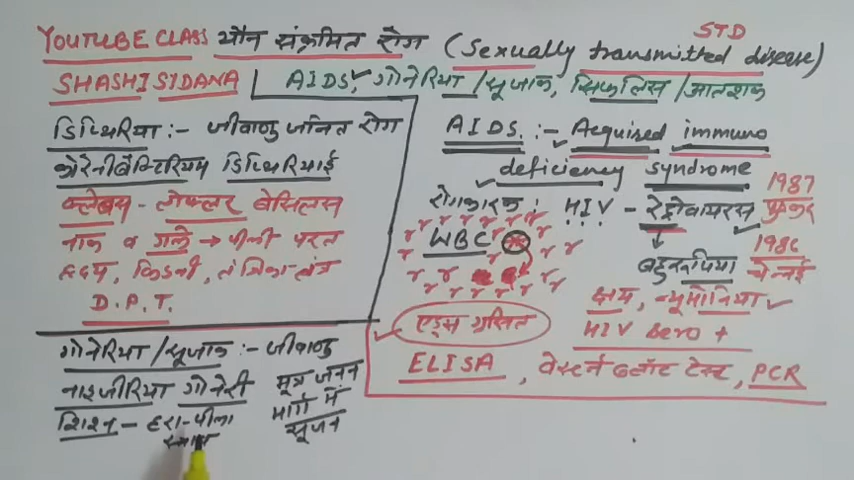 YOUTUBE CLASS यौन संक्रमित रोग (Sexually transmitted disease)
STD
SHASHI SIDANA
AIDS, गोनेरिया/सूजाक, सिफलिस/आतशक
डिप्थिरिया:- जीवाणु जनित रोग
कोरेनीबैक्टिरियम डिप्थिरियाई
क्लेबस-लोफ्लर बेसिलस
नाक व गले → पीली परत
हृदय, किडनी, तंत्रिका-तंत्र
D.P.T.
AIDS:- Acquired immuno
deficiency syndrome
रोगकारक: HIV - रेट्रोवायरस
1987
पुष्कर
WBC
बहुरूपिया
1986
चेन्नई
क्षय, न्यूमोनिया
एड्स ग्रसित
HIV sero +
ELISA, वेस्टर्न ब्लॉट टेस्ट, PCR
गोनेरिया/सूजाक:- जीवाणु
नाइजीरिया गोनेरी
शिश्न - हरा-पीला
स्त्राव
मूत्र जनन
मार्ग में
सूजन